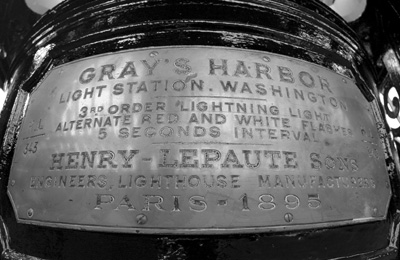 GRAY'S HARBOR
LIGHT STATION. WASHINGTON
3RD ORDER "LIGHTNING LIGHT
ALTERNATE RED AND WHITE FLASHES
5 SECONDS INTERVAL
HENRY-LEPAUTE SONS
ENGINEERS, LIGHTHOUSE MANUFACTURERS
PARIS · 1895